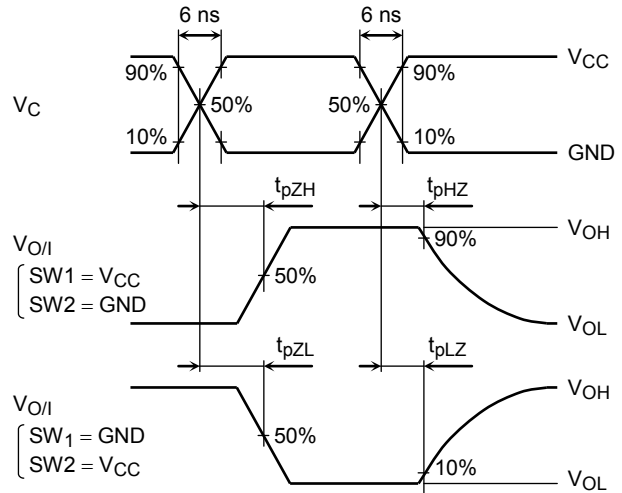 6 ns 6 ns
90% 90% V_CC
V_C 50% 50%
10% 10% GND
t_pZH t_pHZ
V_OH
V_O/I 90%
SW1 = V_CC 50%
SW2 = GND
V_OL
t_pZL t_pLZ
V_OH
V_O/I
SW_1 = GND 50%
SW2 = V_CC 10%
V_OL